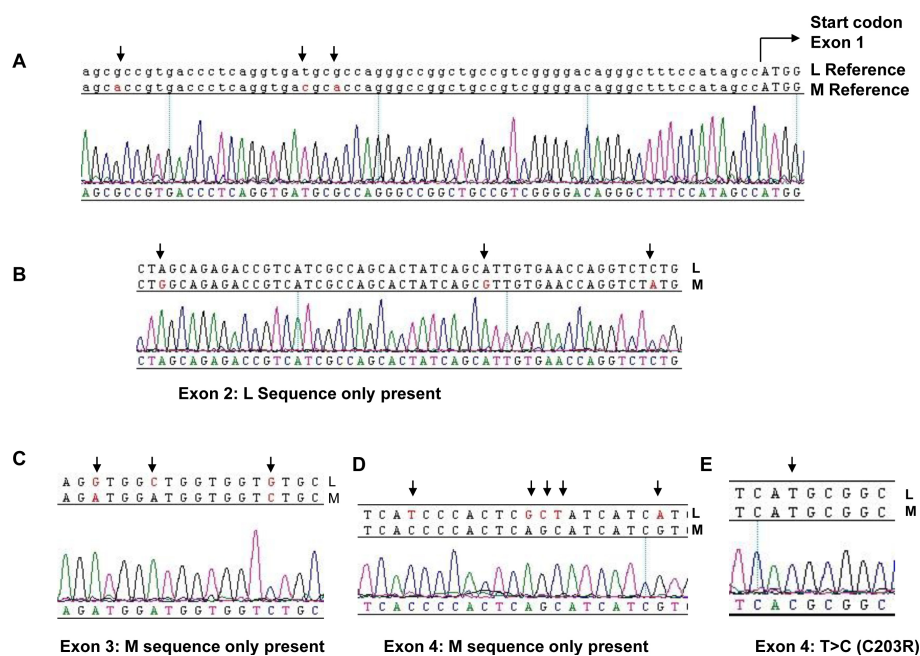 Start codon
Exon 1
A
agcgccgtgaccctcaggtgatgcgccagggccggctgccgtcggggacagggctttccatagccATGG L Reference
agcaccgtgaccctcaggtgacgcaccagggccggctgccgtcggggacagggctttccatagccATGG M Reference
AGCGCCGTGACCCTCAGGTGATGCGCCAGGGCCGGCTGCCGTCGGGGACAGGGCTTTCCATAGCCATGG
B
CTAGCAGAGACCGTCATCGCCAGCACTATCAGCATTGTGAACCAGGTCTCTG L
CTGGCAGAGACCGTCATCGCCAGCACTATCAGCGTTGTGAACCAGGTCTATG M
CTAGCAGAGACCGTCATCGCCAGCACTATCAGCATTGTGAACCAGGTCTCTG
Exon 2: L Sequence only present
C
AGGTGGCTGGTGGTGTGC L
AGATGGATGGTGGTCTGC M
AGATGGATGGTGGTCTGC
Exon 3: M sequence only present
D
TCATCCCACTCGCTATCATCAT L
TCACCCCACTCAGCATCATCGT M
TCACCCCACTCAGCATCATCGT
Exon 4: M sequence only present
E
TCATGCGGC L
TCATGCGGC M
TCACGCGGC
Exon 4: T>C (C203R)